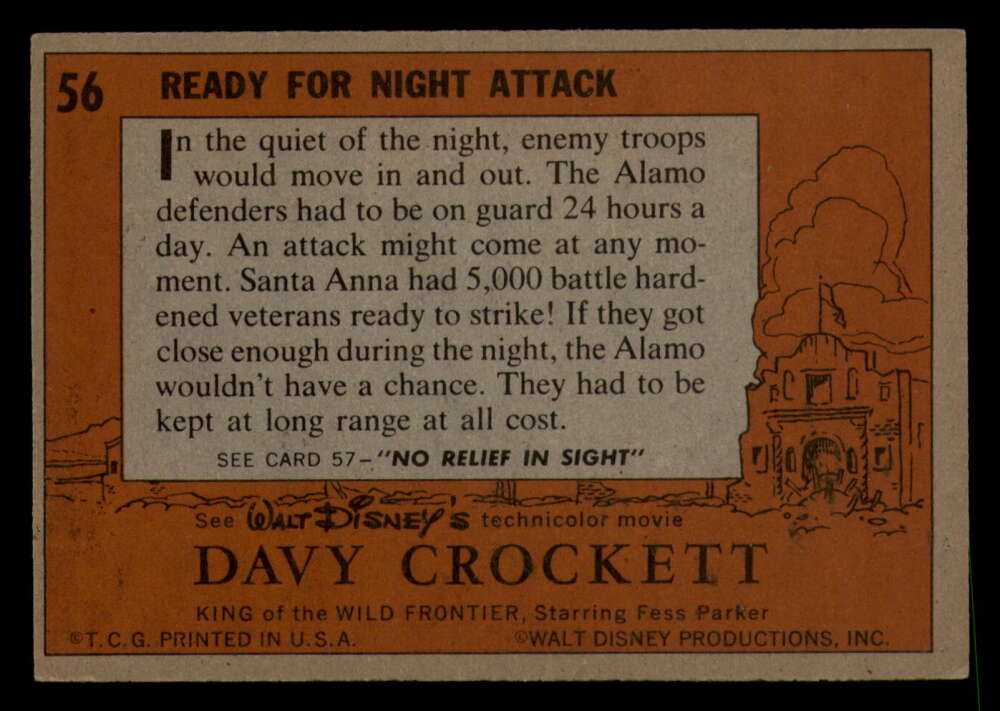 56 READY FOR NIGHT ATTACK
In the quiet of the night, enemy troops
would move in and out. The Alamo
defenders had to be on guard 24 hours a
day. An attack might come at any mo-
ment. Santa Anna had 5,000 battle hard-
ened veterans ready to strike! If they got
close enough during the night, the Alamo
wouldn't have a chance. They had to be
kept at long range at all cost.
SEE CARD 57-"NO RELIEF IN SIGHT"
See WALT DISNEY'S technicolor movie
DAVY CROCKETT
KING of the WILD FRONTIER, Starring Fess Parker
©T.C.G. PRINTED IN U.S.A. ©WALT DISNEY PRODUCTIONS, INC.